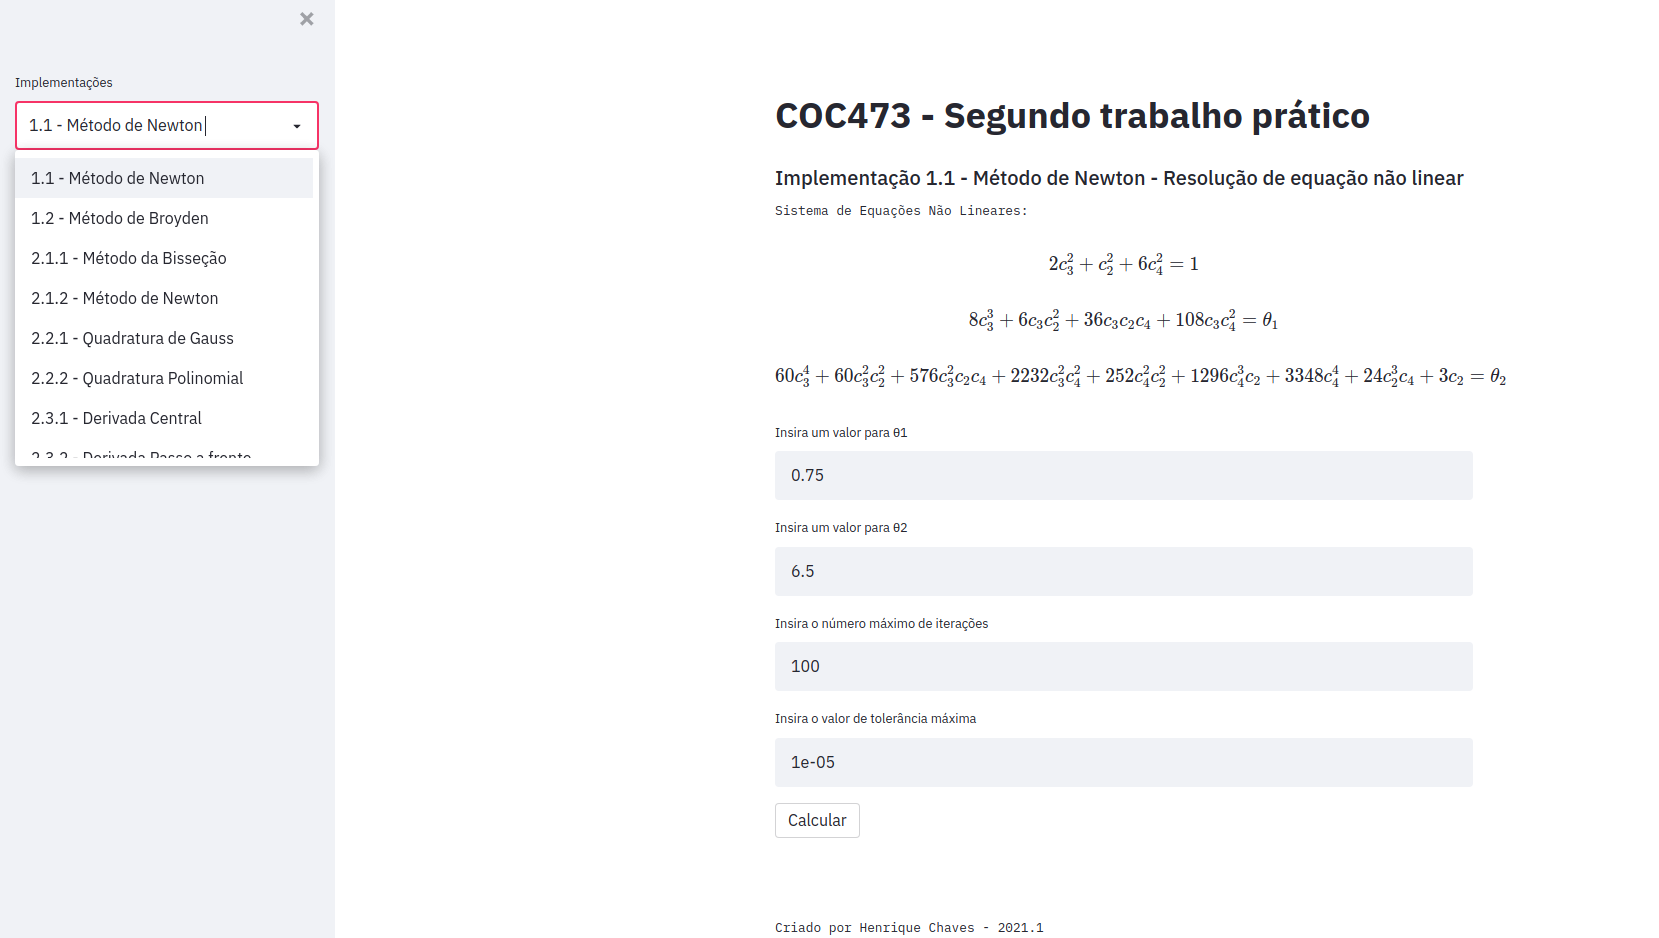 ×
Implementações
1.1 - Método de Newton
1.1 - Método de Newton
1.2 - Método de Broyden
2.1.1 - Método da Bisseção
2.1.2 - Método de Newton
2.2.1 - Quadratura de Gauss
2.2.2 - Quadratura Polinomial
2.3.1 - Derivada Central
2.3.2 - Derivada Passo a frente
COC473 - Segundo trabalho prático
Implementação 1.1 - Método de Newton - Resolução de equação não linear
Sistema de Equações Não Lineares:
$2c_3^2 + c_2^2 + 6c_4^2 = 1$
$8c_3^3 + 6c_3c_2^2 + 36c_3c_2c_4 + 108c_3c_4^2 = \theta_1$
$60c_3^4 + 60c_3^2c_2^2 + 576c_3^2c_2c_4 + 2232c_3^2c_4^2 + 252c_4^2c_2^2 + 1296c_4^3c_2 + 3348c_4^4 + 24c_2^3c_4 + 3c_2 = \theta_2$
Insira um valor para θ1
0.75
Insira um valor para θ2
6.5
Insira o número máximo de iterações
100
Insira o valor de tolerância máxima
1e-05
Calcular
Criado por Henrique Chaves - 2021.1